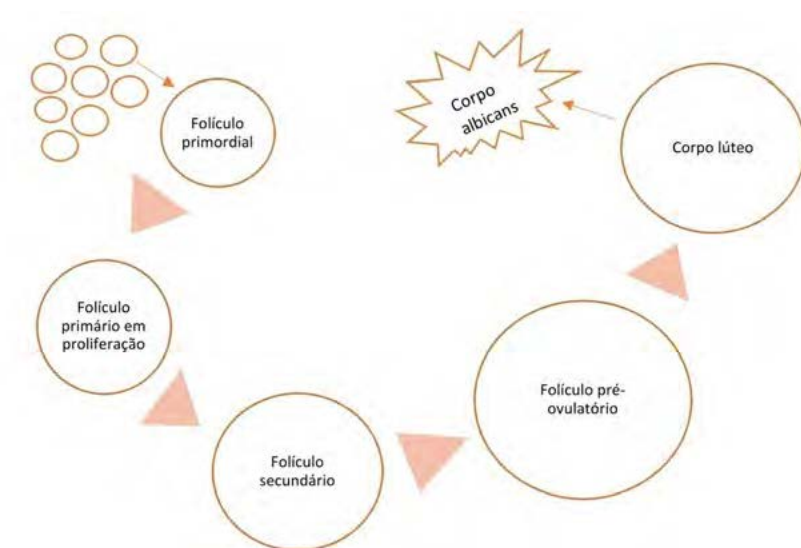 Folículo
primordial
Folículo
primário em
proliferação
Folículo
secundário
Folículo pré-
ovulatório
Corpo lúteo
Corpo
albicans